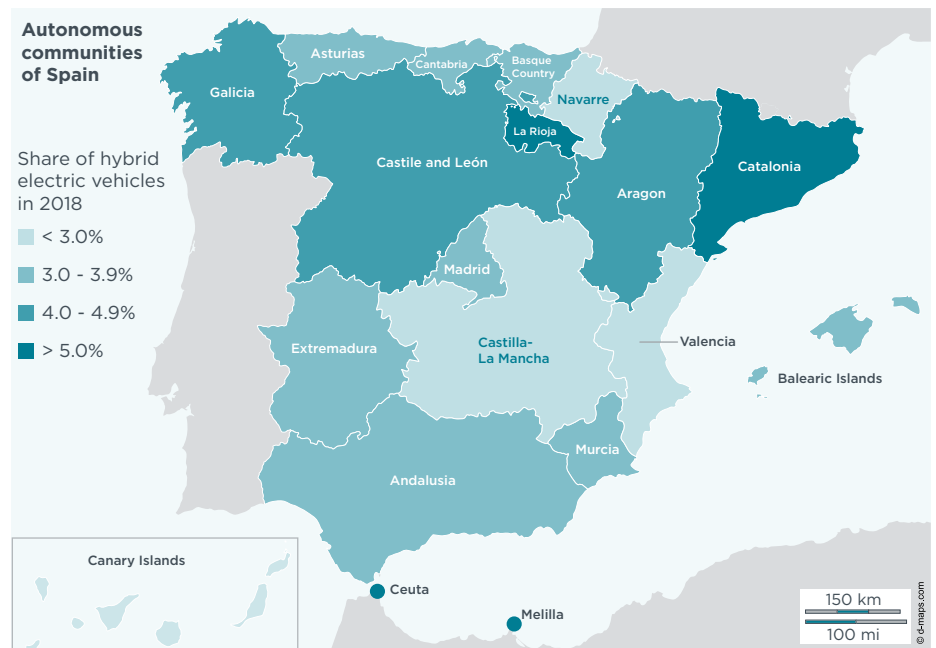 Autonomous
communities
of Spain
Share of hybrid
electric vehicles
in 2018
< 3.0%
3.0 - 3.9%
4.0 - 4.9%
> 5.0%
Asturias
Cantabria
Basque
Country
Galicia
Navarre
La Rioja
Castile and León
Catalonia
Aragon
Madrid
Castilla-
La Mancha
Valencia
Extremadura
Balearic Islands
Murcia
Andalusia
Canary Islands
Ceuta
Melilla
150 km
100 mi
© d-maps.com